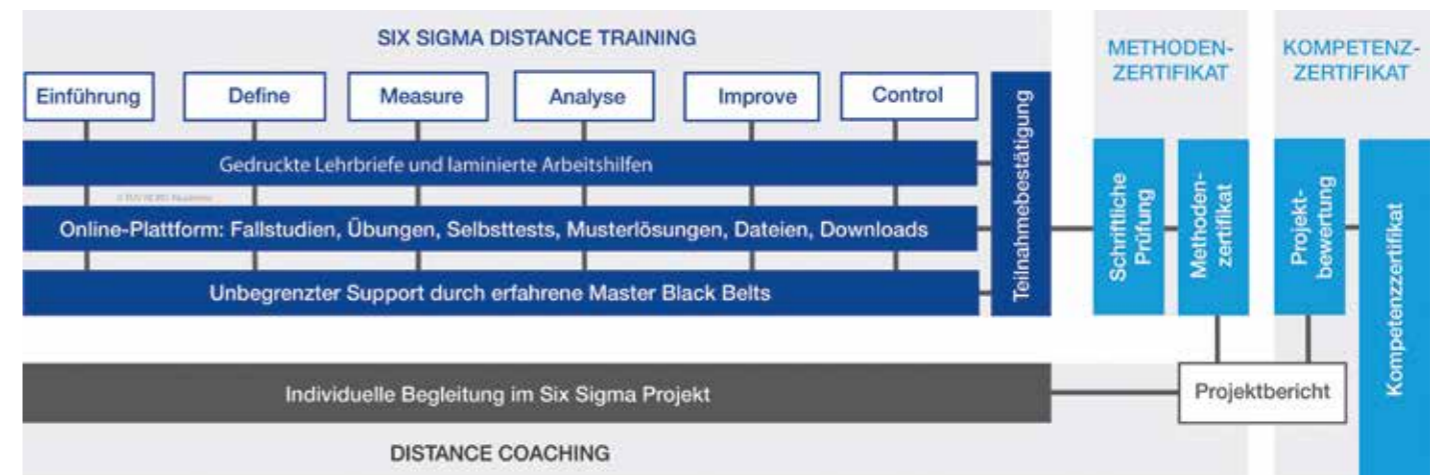 SIX SIGMA DISTANCE TRAINING
METHODEN-
ZERTIFIKAT
KOMPETENZ-
ZERTIFIKAT
Einführung
Define
Measure
Analyse
Improve
Control
Gedruckte Lehrbriefe und laminierte Arbeitshilfen
Online-Plattform: Fallstudien, Übungen, Selbsttests, Musterlösungen, Dateien, Downloads
Unbegrenzter Support durch erfahrene Master Black Belts
Teilnahmebestätigung
Schriftliche
Prüfung
Methoden-
zertifikat
Projekt-
bewertung
Kompetenzzertifikat
Individuelle Begleitung im Six Sigma Projekt
Projektbericht
DISTANCE COACHING